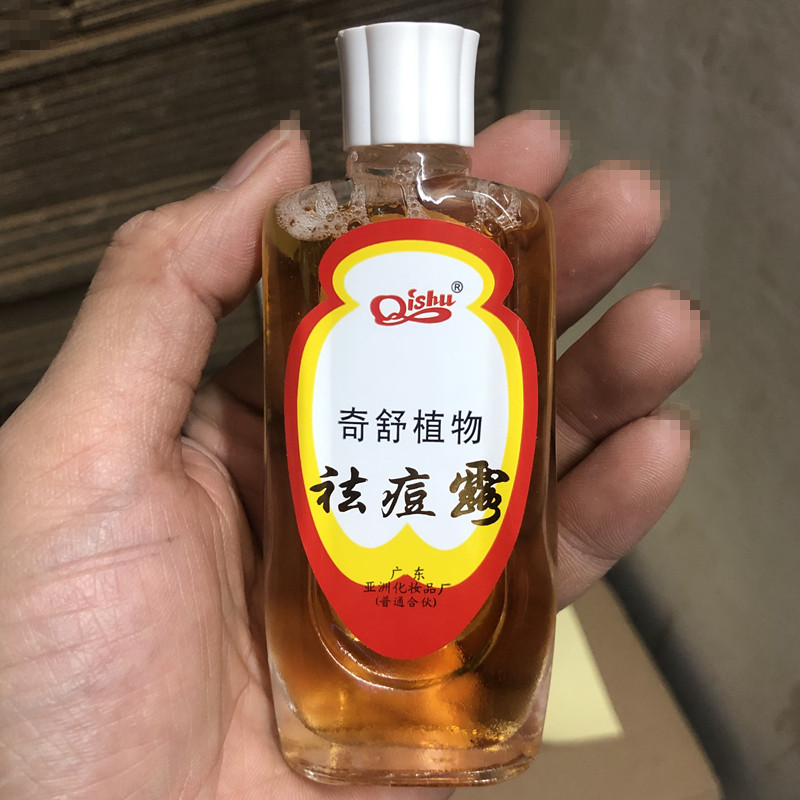 Qishu®
奇舒植物
祛痘露
广东
亚洲化妆品厂
(普通合伙)